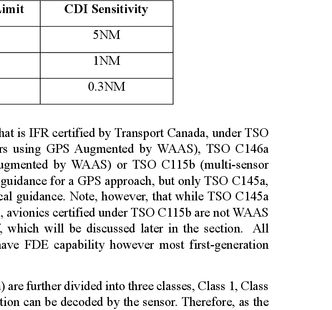 Limit CDI Sensitivity
5NM
1NM
0.3NM
that is IFR certified by Transport Canada, under TSO
rs using GPS Augmented by WAAS), TSO C146a
ugmented by WAAS) or TSO C115b (multi-sensor
guidance for a GPS approach, but only TSO C145a,
cal guidance. Note, however, that while TSO C145a
, avionics certified under TSO C115b are not WAAS
, which will be discussed later in the section. All
have FDE capability however most first-generation
) are further divided into three classes, Class 1, Class
tion can be decoded by the sensor. Therefore, as the